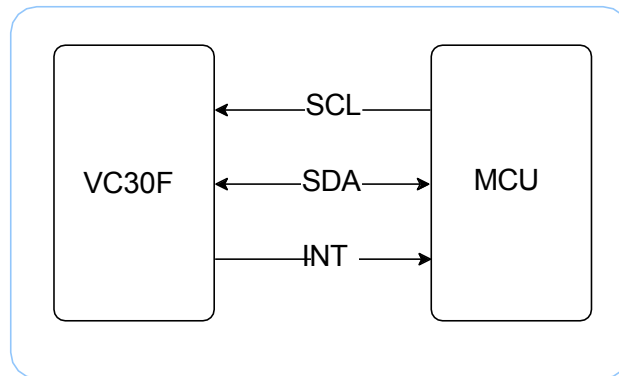 SCL
VC30F
SDA
MCU
INT